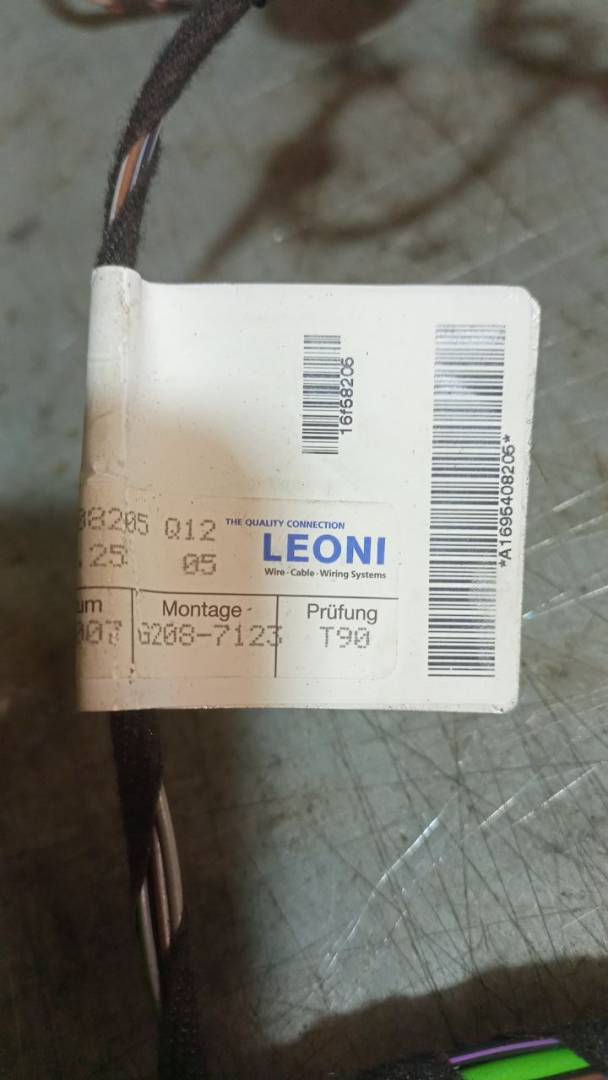 16f58205
*A1695408205*
08205 Q12
.25 05
THE QUALITY CONNECTION
LEONI
Wire · Cable · Wiring Systems
um Montage Prüfung
007 G208-7123 T90